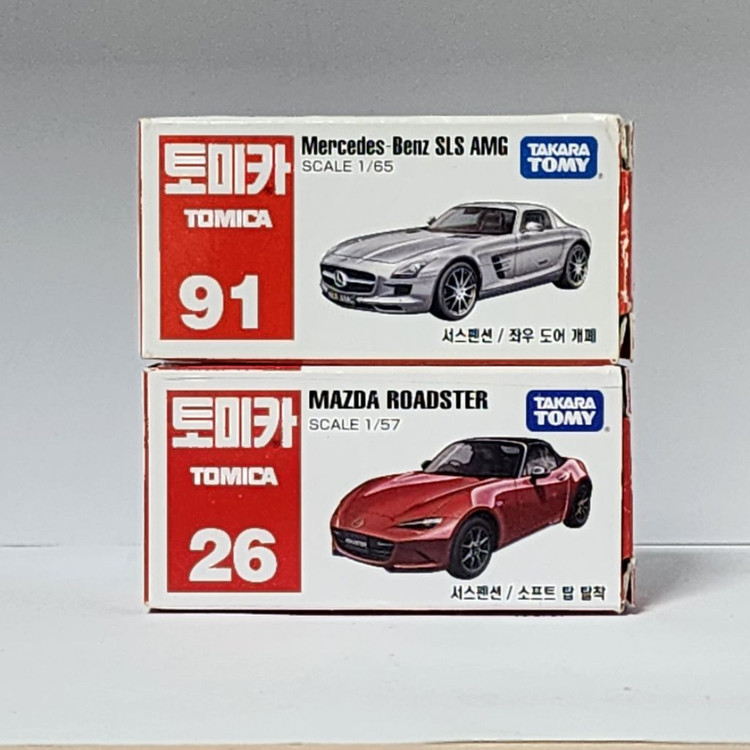 토미카
TOMICA
91
Mercedes-Benz SLS AMG
SCALE 1/65
TAKARA
TOMY
서스펜션 / 좌우 도어 개폐
토미카
TOMICA
26
MAZDA ROADSTER
SCALE 1/57
TAKARA
TOMY
ROADSTER
서스펜션 / 소프트 탑 탈착